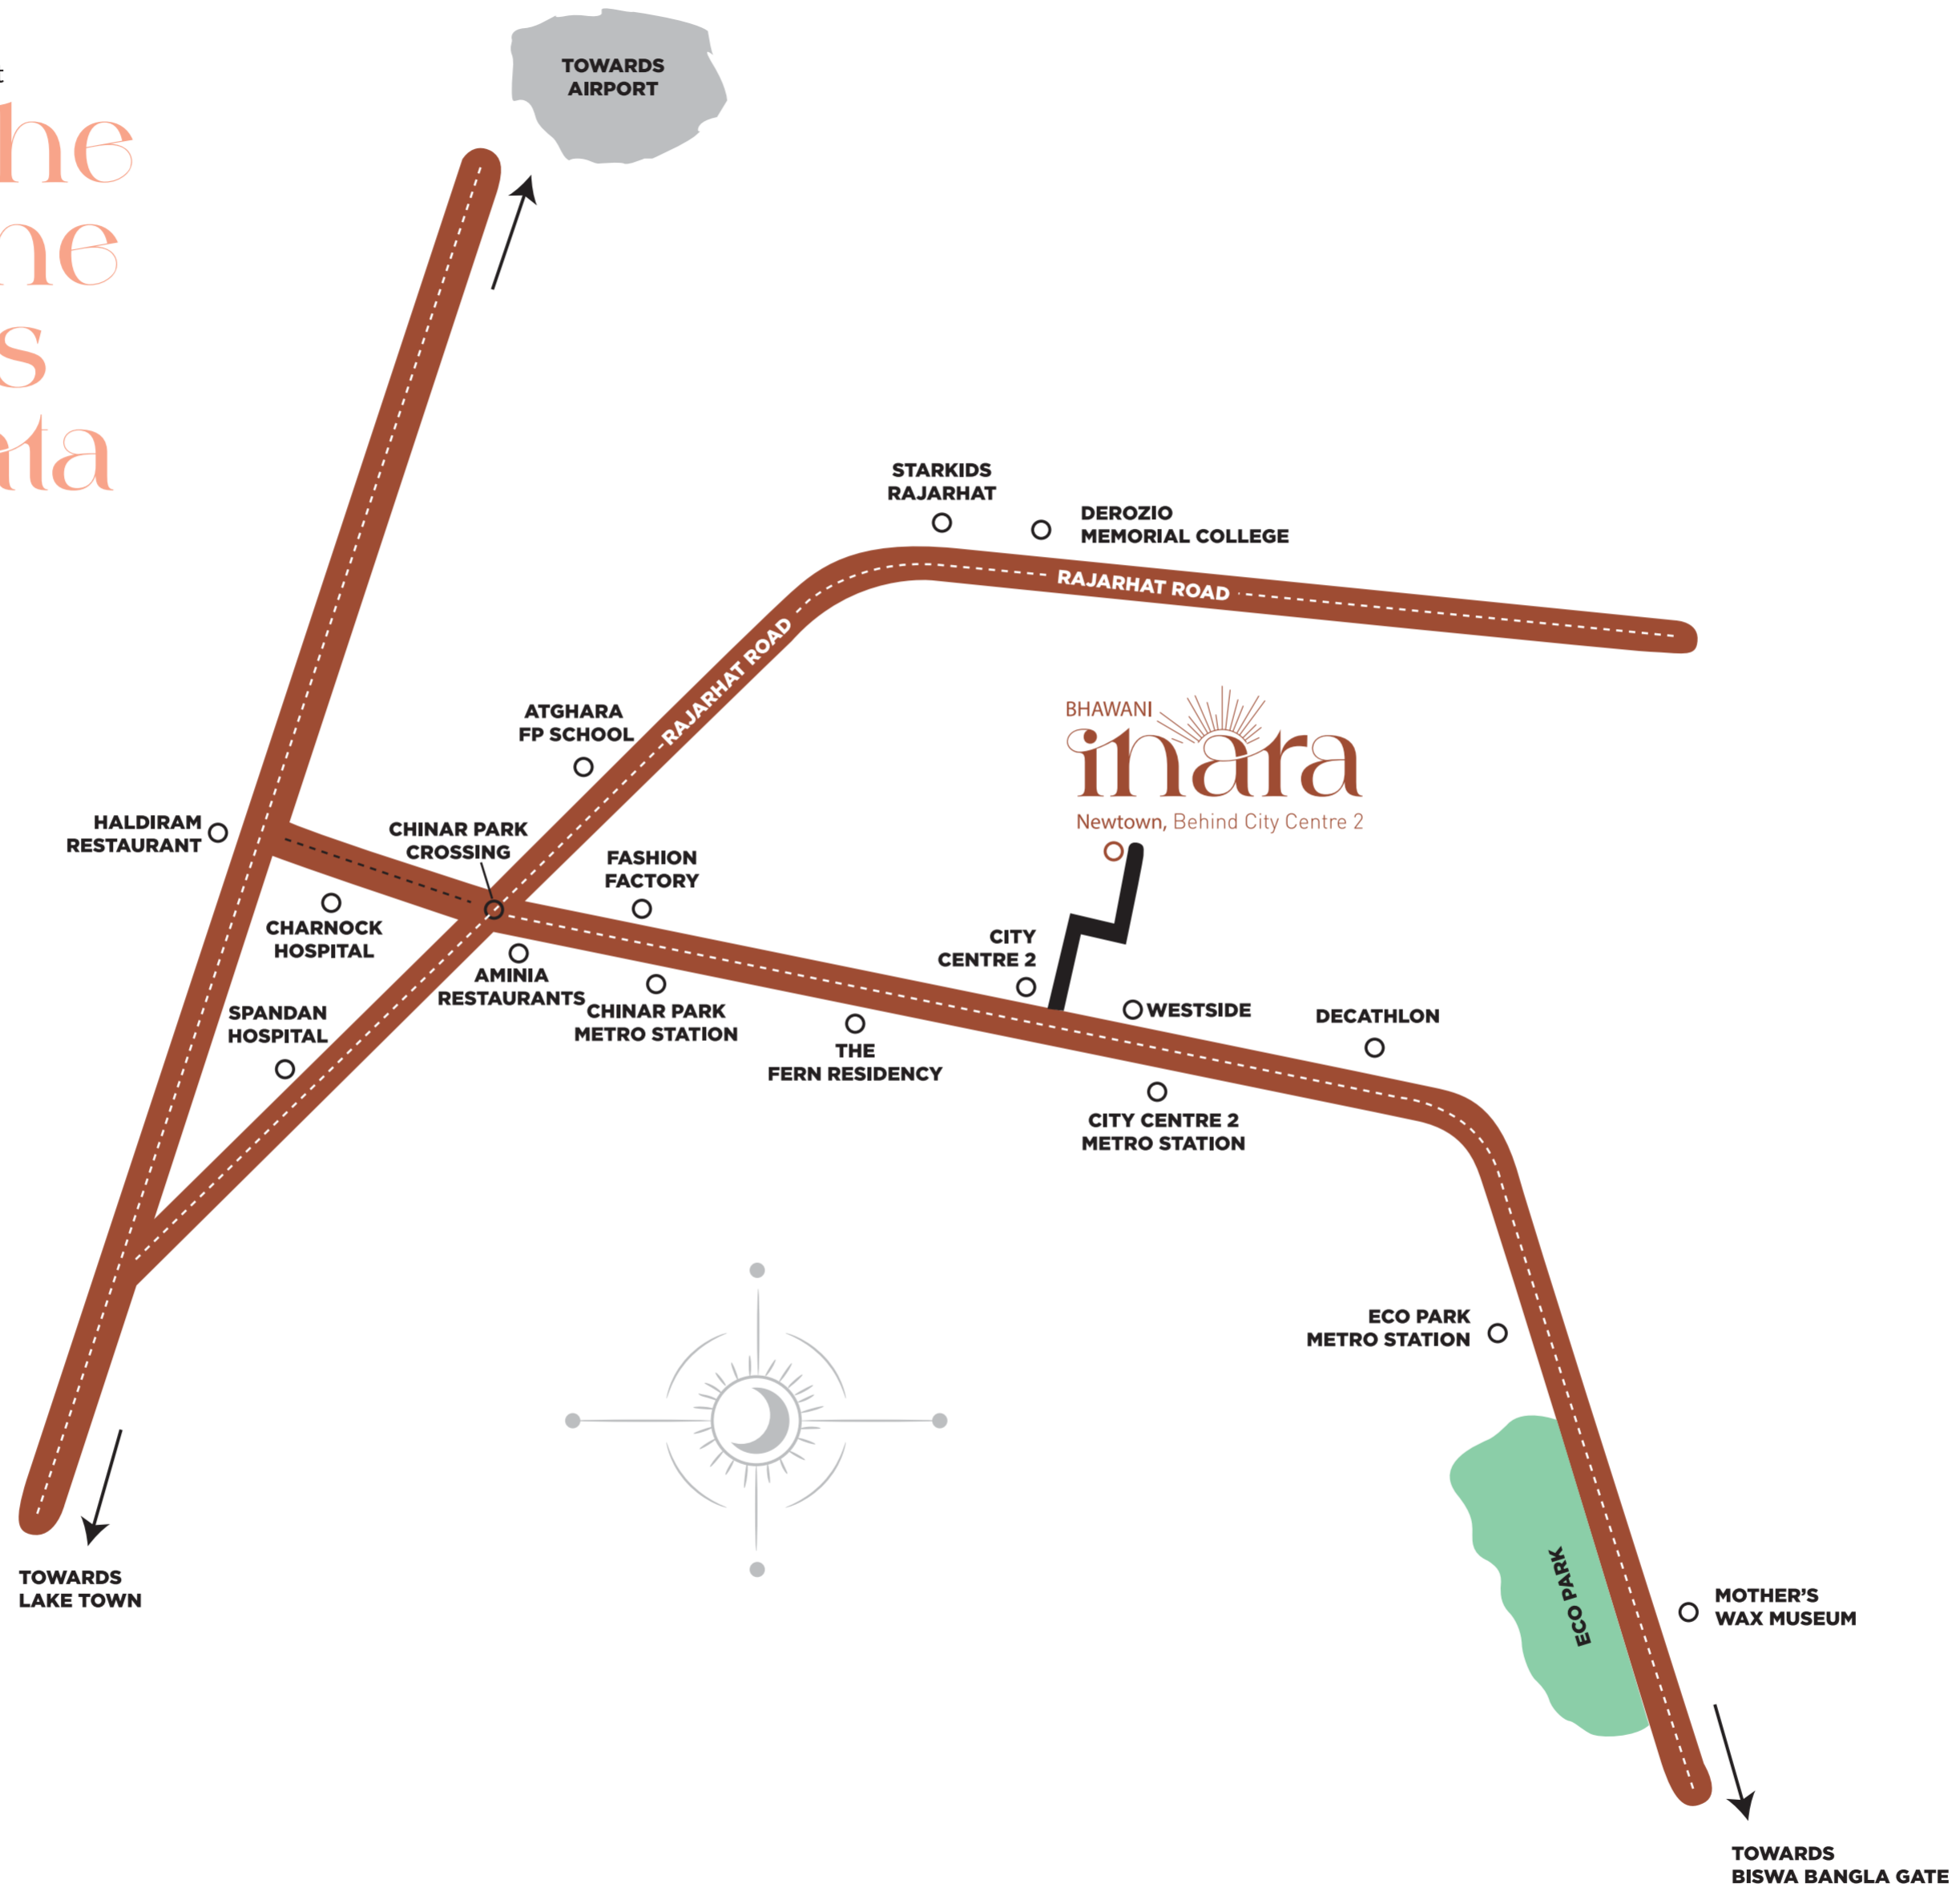 TOWARDS
AIRPORT
STARKIDS
RAJARHAT
DEROZIO
MEMORIAL COLLEGE
RAJARHAT ROAD
RAJARHAT ROAD
ATGHARA
FP SCHOOL
BHAWANI
inara
Newtown, Behind City Centre 2
HALDIRAM
RESTAURANT
CHINAR PARK
CROSSING
FASHION
FACTORY
CHARNOCK
HOSPITAL
AMINIA
RESTAURANTS
CITY
CENTRE 2
SPANDAN
HOSPITAL
CHINAR PARK
METRO STATION
WESTSIDE
DECATHLON
THE
FERN RESIDENCY
CITY CENTRE 2
METRO STATION
ECO PARK
METRO STATION
ECO PARK
TOWARDS
LAKE TOWN
MOTHER'S
WAX MUSEUM
TOWARDS
BISWA BANGLA GATE